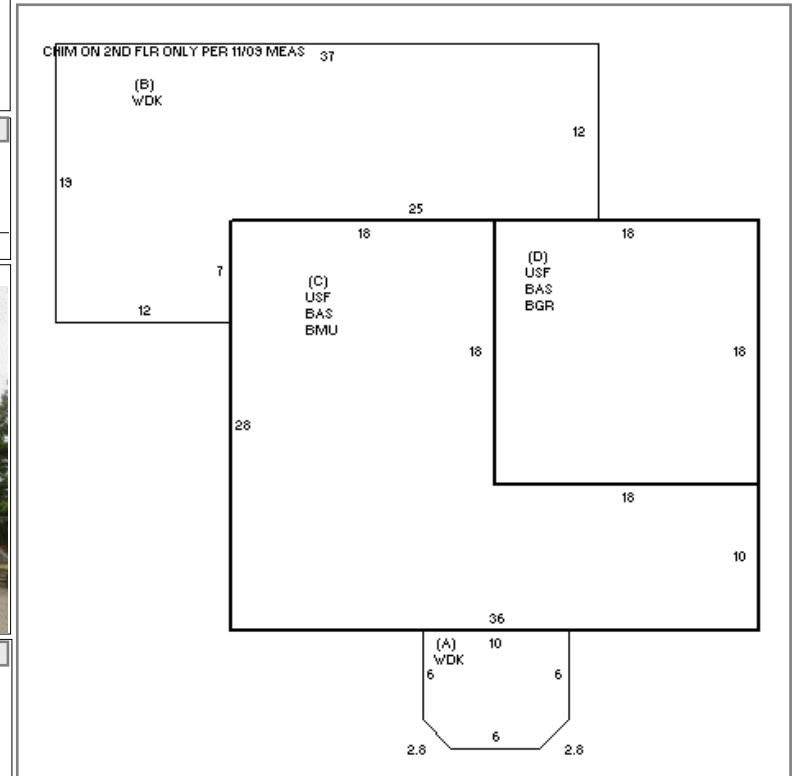 CHIM ON 2ND FLR ONLY PER 11/09 MEAS
37
(B)
WDK
12
19
25
18
18
7
(C)
USF
BAS
BMU
(D)
USF
BAS
BGR
12
18
18
28
18
10
36
(A)
WDK
10
6
6
6
2.8
2.8